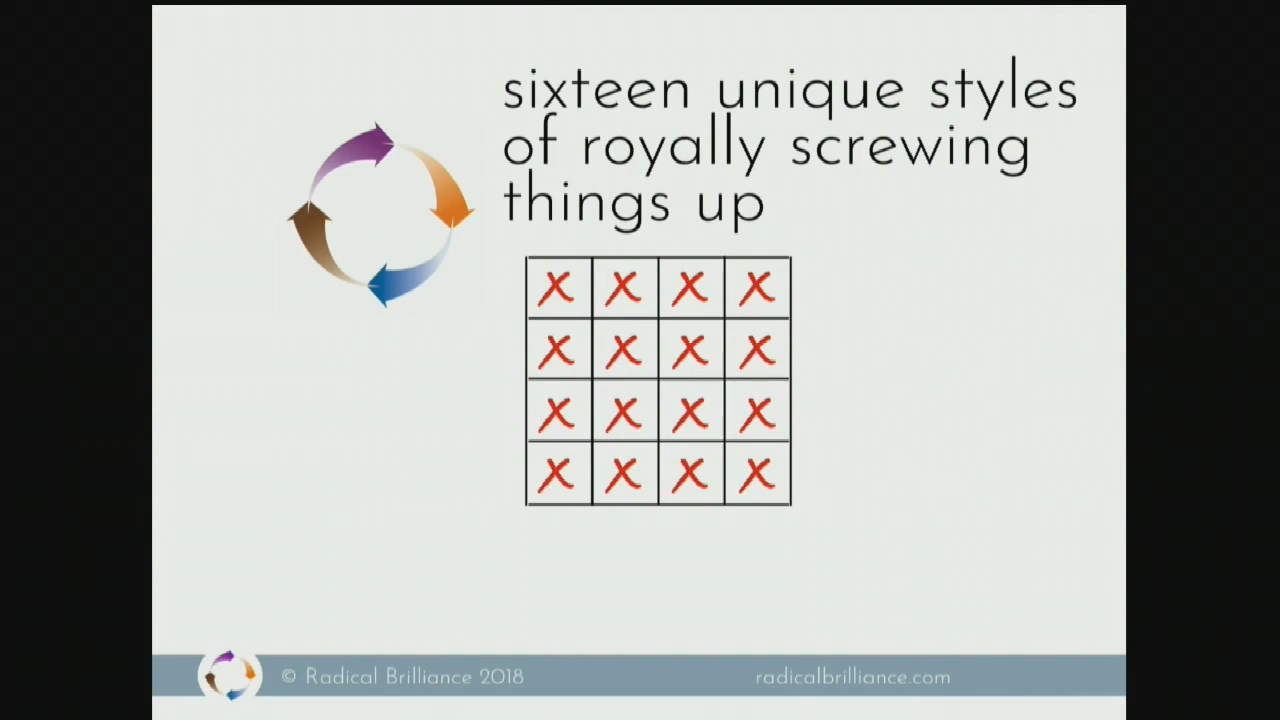 sixteen unique styles
of royally screwing
things up
x x x x
x x x x
x x x x
x x x x
© Radical Brilliance 2018
radicalbrilliance.com